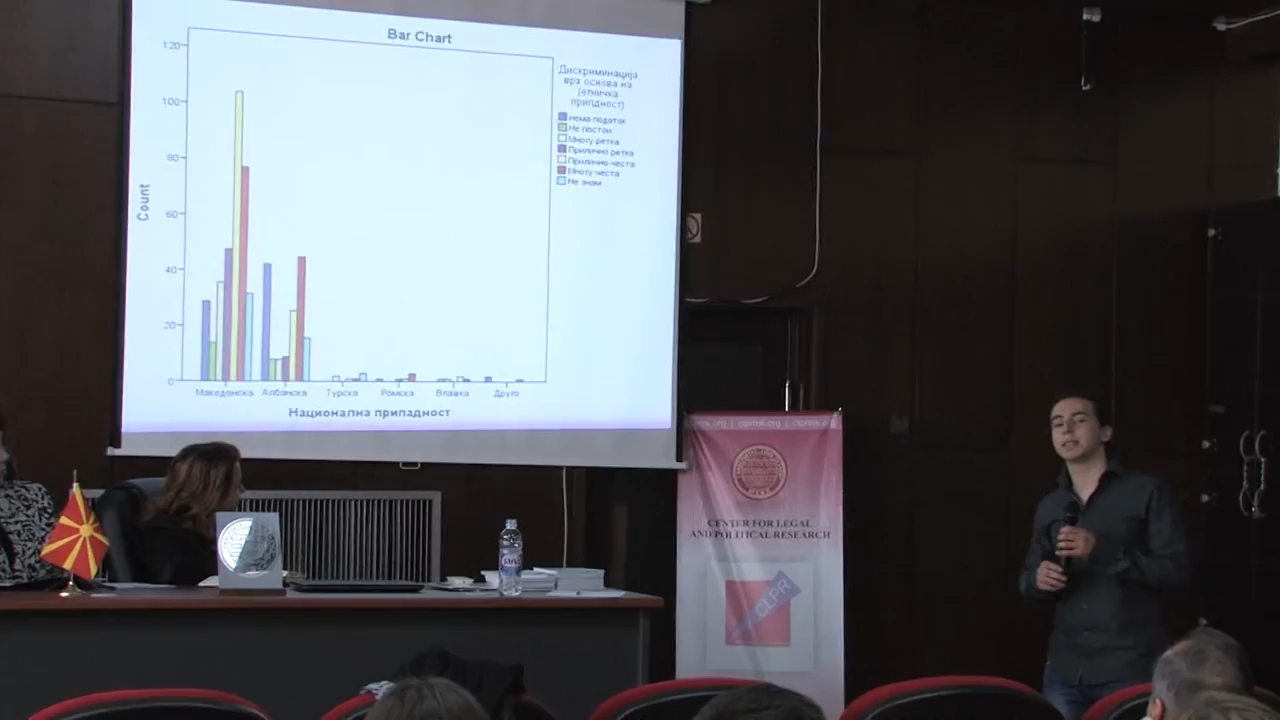 Bar Chart
120
100
80
60
40
20
0
Count
Македонска Албанска Турска Ромска Влашка Друго
Национална припадност
Дискриминација
врз основа на
(етничка
припдност)
Нема податок
Не постои
Многу ретка
Прилично ретка
Прилично честа
Многу честа
Не знам
CENTER FOR LEGAL
AND POLITICAL RESEARCH
CLPR
jana